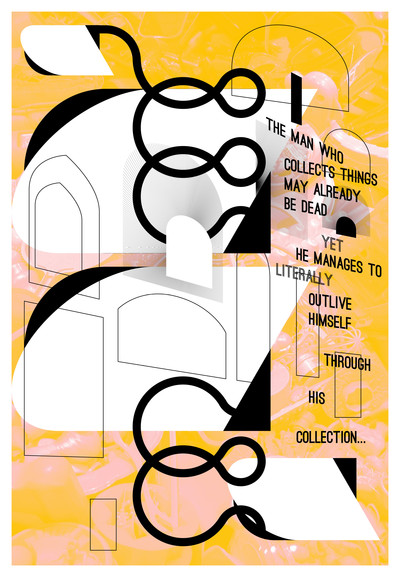 THE MAN WHO
COLLECTS THINGS
MAY ALREADY
BE DEAD
YET
HE MANAGES TO
LITERALLY
OUTLIVE
HIMSELF
THROUGH
HIS
COLLECTION...